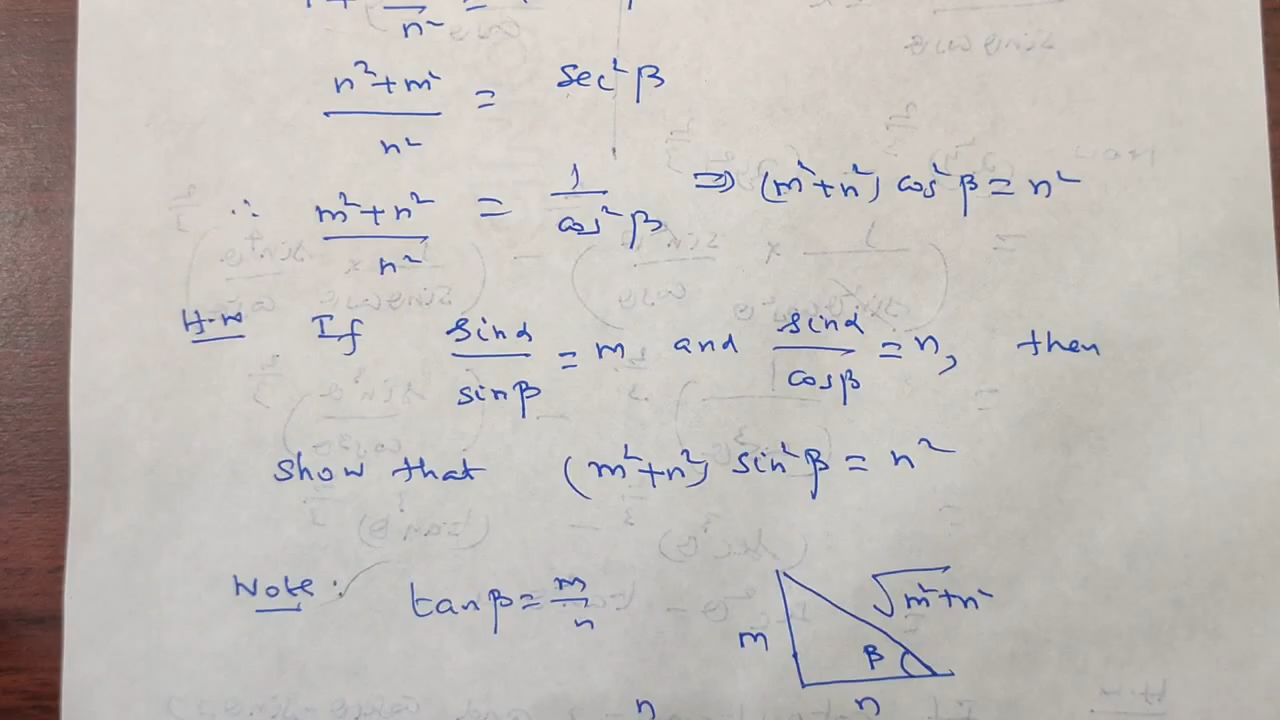 n²
n²+m² / n² = sec²β
∴ m²+n² / n² = 1 / cos²β ⇒ (m²+n²) cos²β = n²
H.W If sinα / sinβ = m and sinα / cosβ = n, then
show that (m²+n²) sin²β = n²
Note: tanβ = m/n
√m²+n²
m
β
n
n